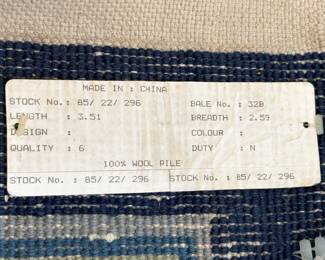 MADE IN : CHINA
STOCK No. : 85/ 22/ 296 BALE No. : 32B
LENGTH : 3.51 BREADTH : 2.59
DESIGN : COLOUR :
QUALITY : 6 DUTY : N
100% WOOL PILE
STOCK No. : 85/ 22/ 296 STOCK No. : 85/ 22/ 296